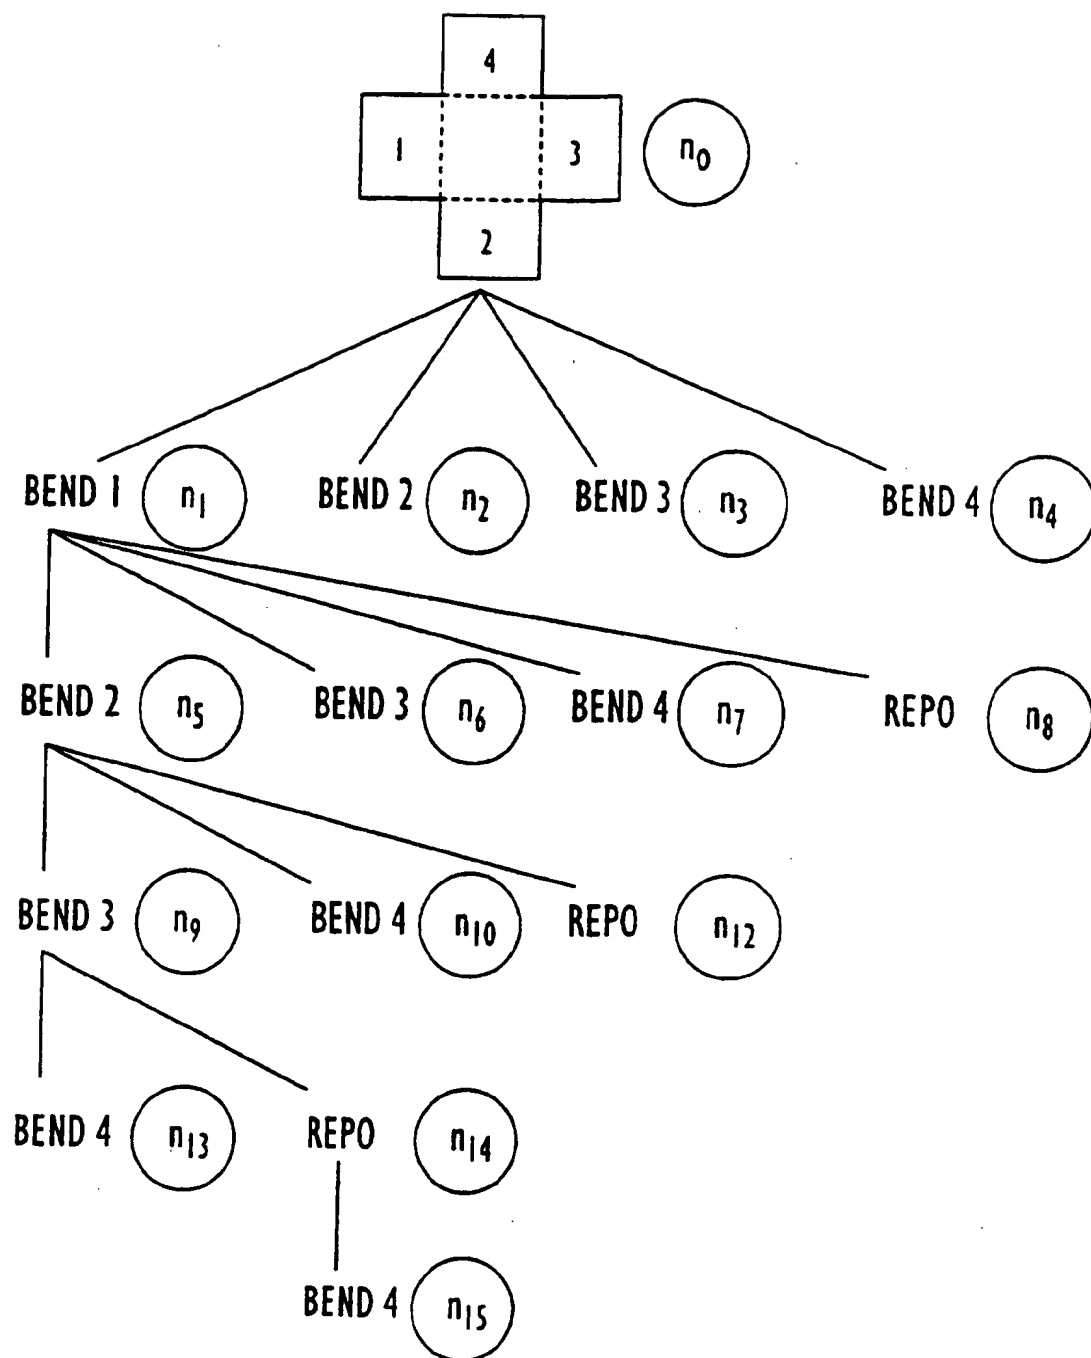 4
1 3 n0
2
BEND 1 n1 BEND 2 n2 BEND 3 n3 BEND 4 n4
BEND 2 n5 BEND 3 n6 BEND 4 n7 REPO n8
BEND 3 n9 BEND 4 n10 REPO n12
BEND 4 n13 REPO n14
BEND 4 n15